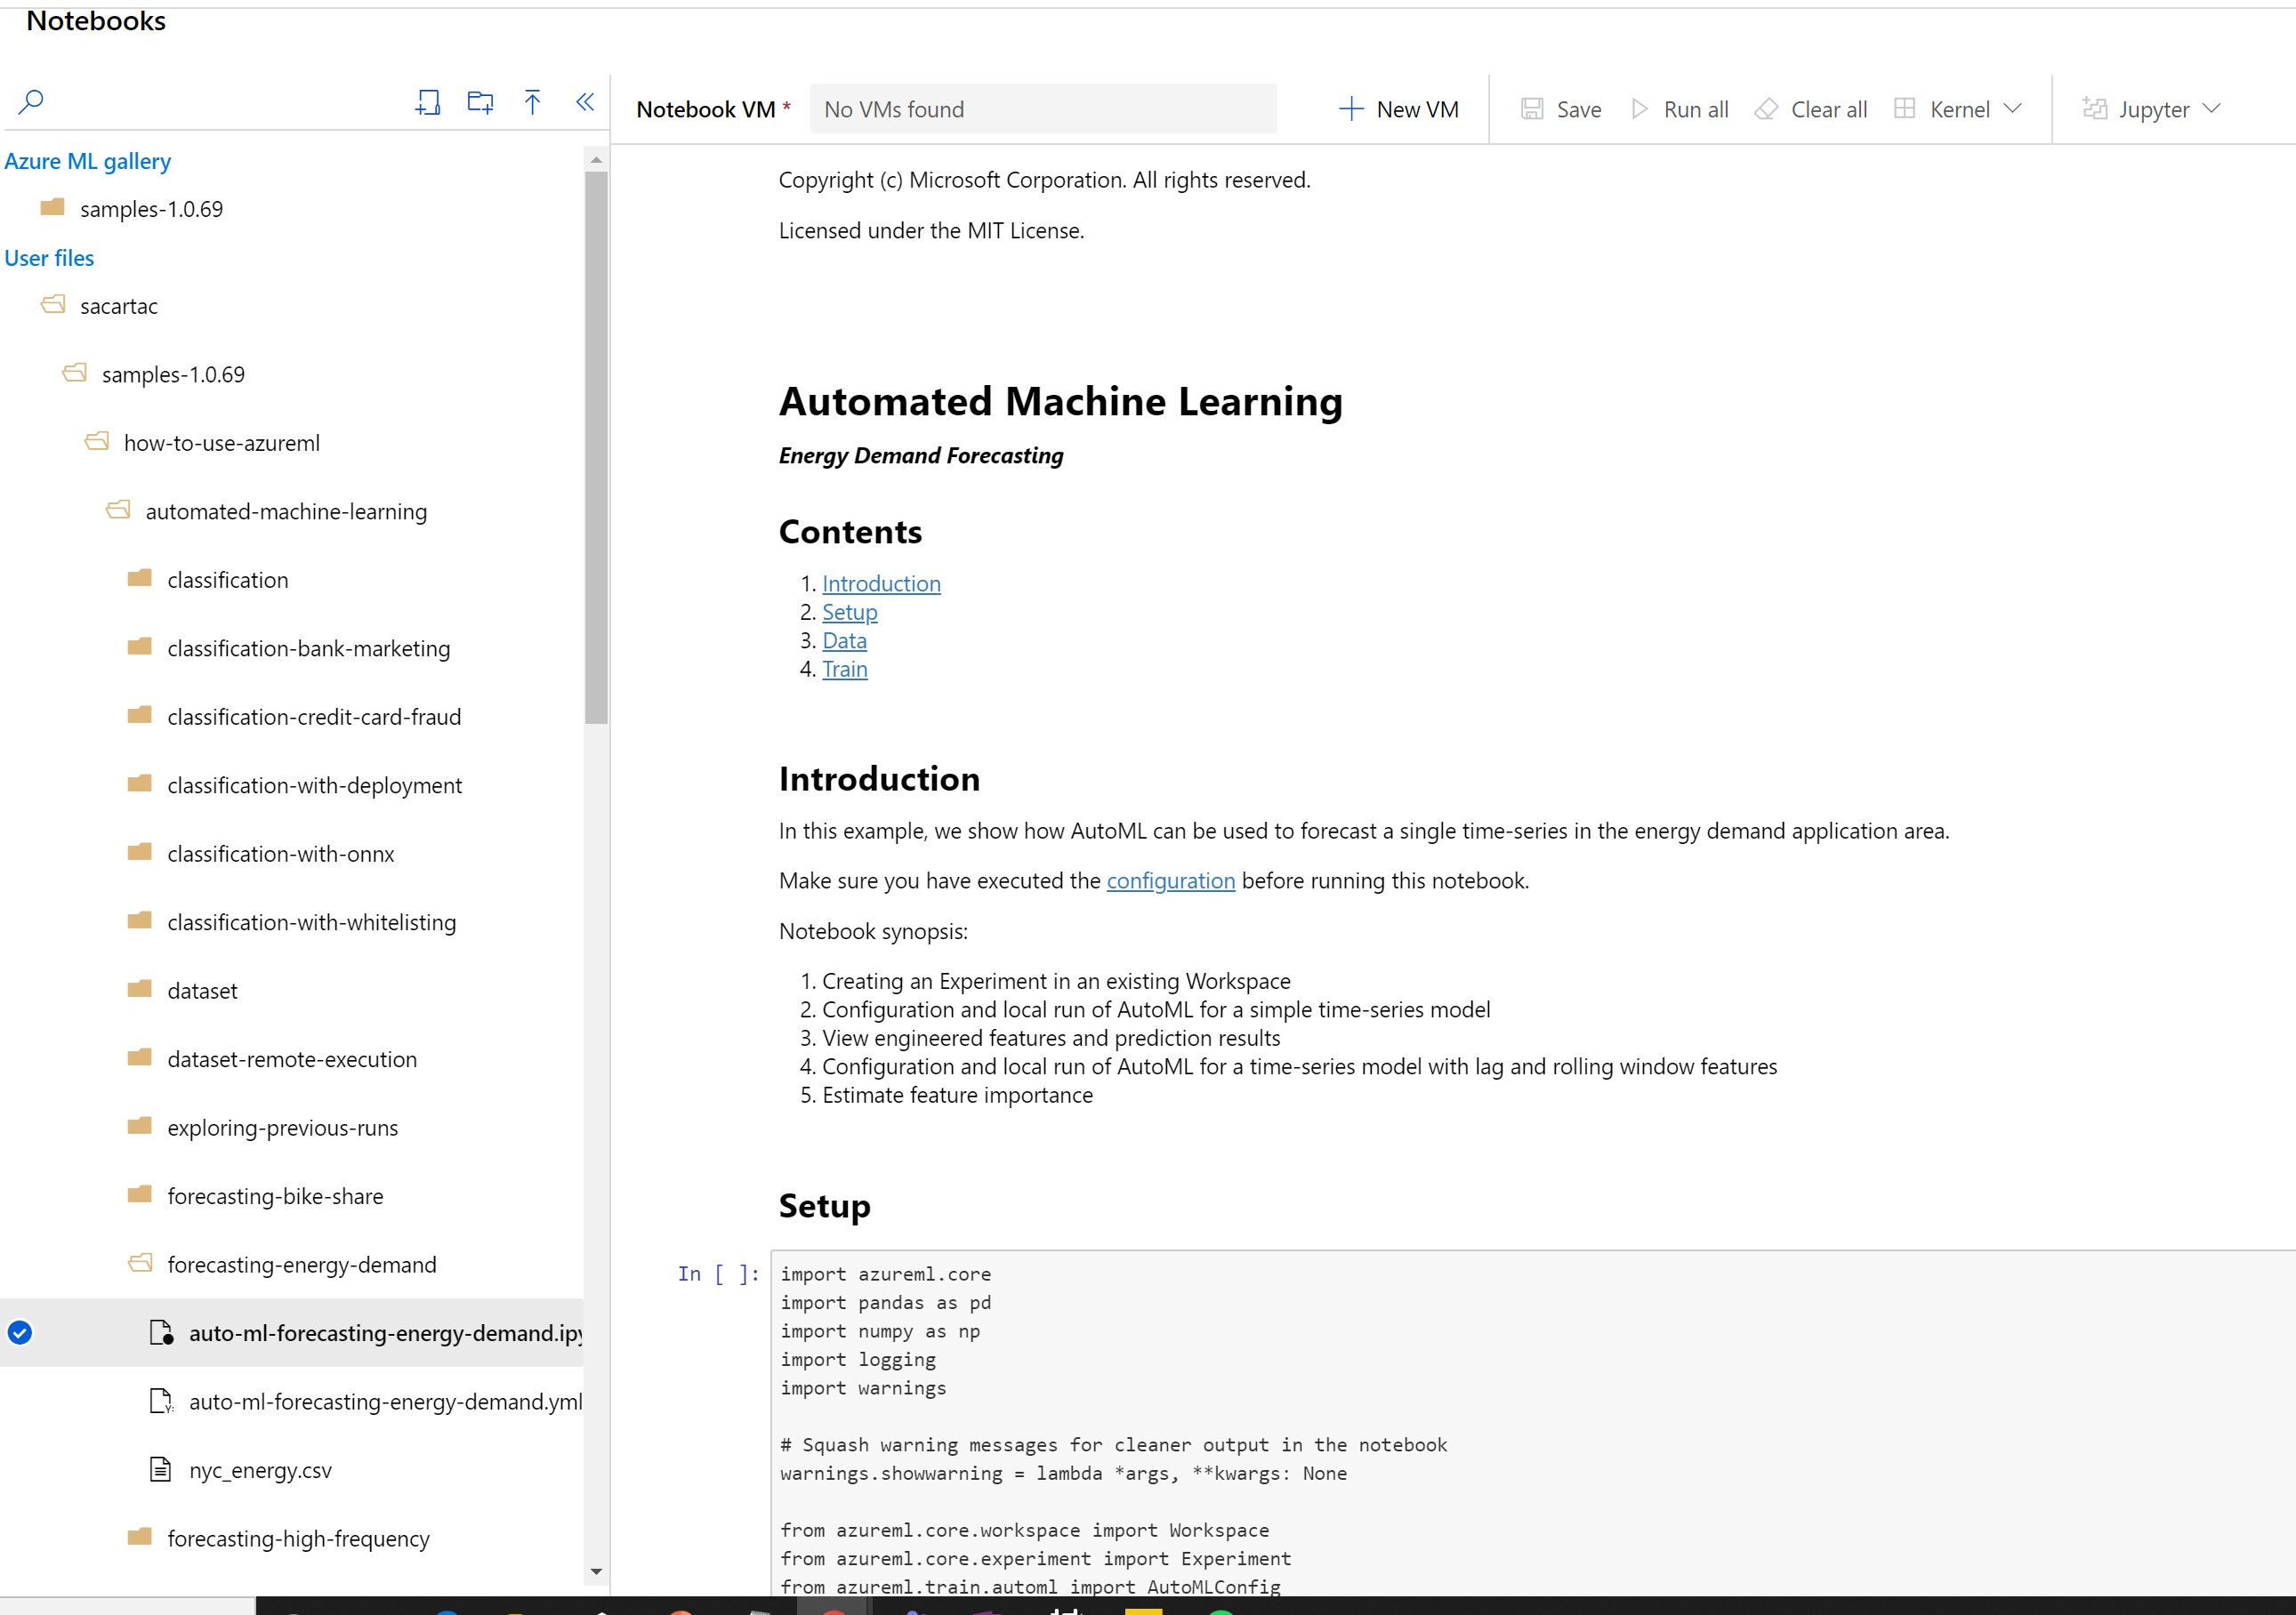 Notebooks
Azure ML gallery
samples-1.0.69
User files
sacartac
samples-1.0.69
how-to-use-azureml
automated-machine-learning
classification
classification-bank-marketing
classification-credit-card-fraud
classification-with-deployment
classification-with-onnx
classification-with-whitelisting
dataset
dataset-remote-execution
exploring-previous-runs
forecasting-bike-share
forecasting-energy-demand
auto-ml-forecasting-energy-demand.ipy
auto-ml-forecasting-energy-demand.yml
nyc_energy.csv
forecasting-high-frequency
Notebook VM * No VMs found New VM Save Run all Clear all Kernel Jupyter
Copyright (c) Microsoft Corporation. All rights reserved.
Licensed under the MIT License.
Automated Machine Learning
Energy Demand Forecasting
Contents
1. Introduction
2. Setup
3. Data
4. Train
Introduction
In this example, we show how AutoML can be used to forecast a single time-series in the energy demand application area.
Make sure you have executed the configuration before running this notebook.
Notebook synopsis:
1. Creating an Experiment in an existing Workspace
2. Configuration and local run of AutoML for a simple time-series model
3. View engineered features and prediction results
4. Configuration and local run of AutoML for a time-series model with lag and rolling window features
5. Estimate feature importance
Setup
In [ ]:
import azureml.core
import pandas as pd
import numpy as np
import logging
import warnings
# Squash warning messages for cleaner output in the notebook
warnings.showwarning = lambda *args, **kwargs: None
from azureml.core.workspace import Workspace
from azureml.core.experiment import Experiment
from azureml.train.automl import AutoMLConfig